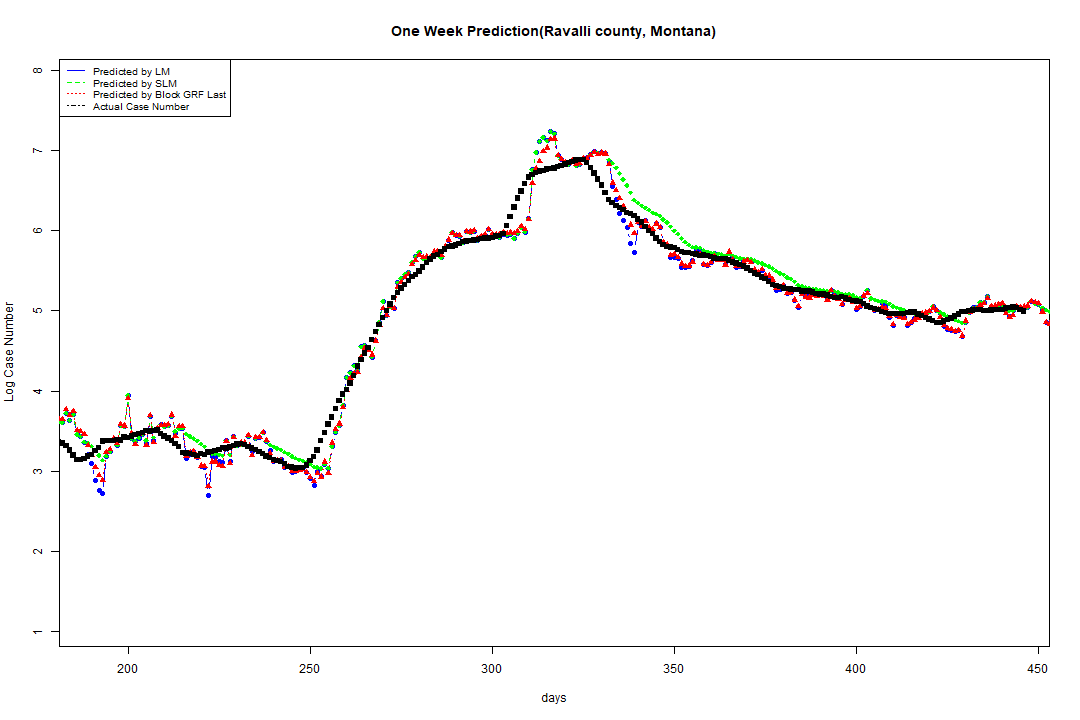 One Week Prediction(Ravalli county, Montana)
Predicted by LM
Predicted by SLM
Predicted by Block GRF Last
Actual Case Number
8
7
6
5
4
3
2
1
Log Case Number
200
250
300
350
400
450
days